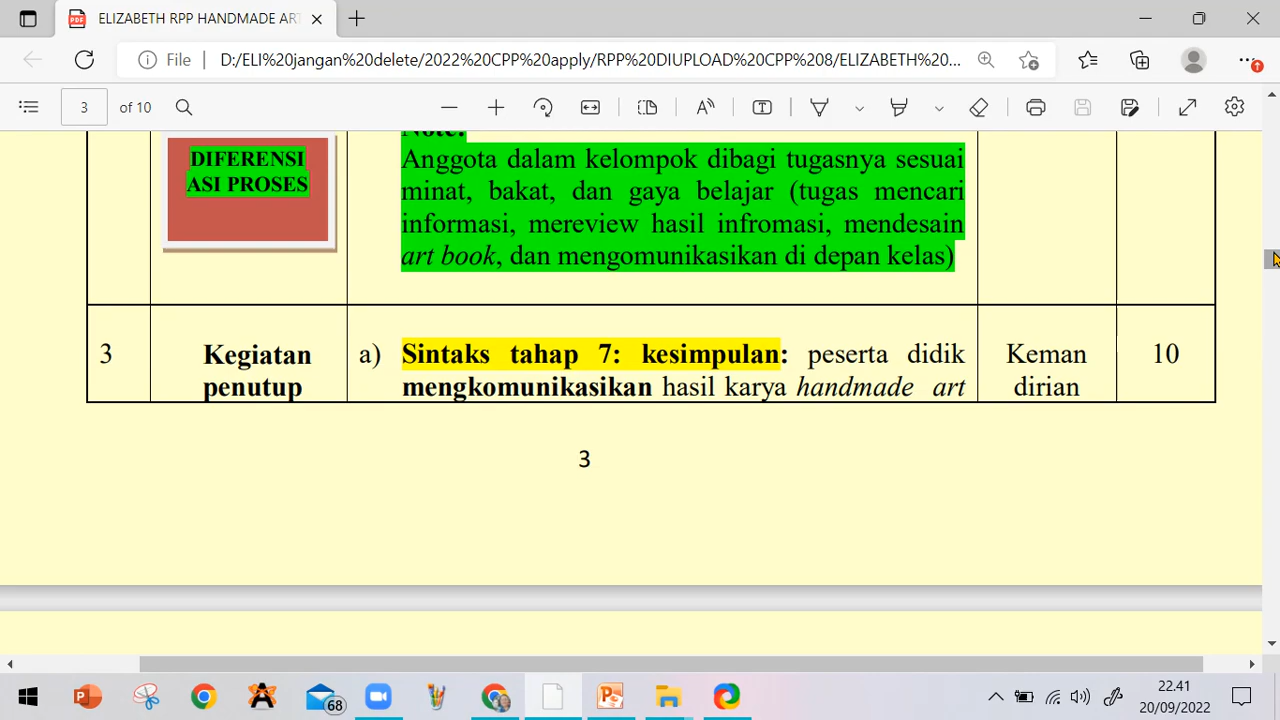 ELIZABETH RPP HANDMADE AR
File
D:/ELI%20jangan%20delete/2022%20CPP%20apply/RPP%20DIUPLOAD%20CPP%208/ELIZABETH%20...
3 of 10
Note:
DIFERENSI
ASI PROSES
Anggota dalam kelompok dibagi tugasnya sesuai
minat, bakat, dan gaya belajar (tugas mencari
informasi, mereview hasil infromasi, mendesain
art book, dan mengomunikasikan di depan kelas)
3
Kegiatan
penutup
a) Sintaks tahap 7: kesimpulan: peserta didik
mengkomunikasikan hasil karya handmade art
Keman
dirian
10
3
68
22.41
20/09/2022